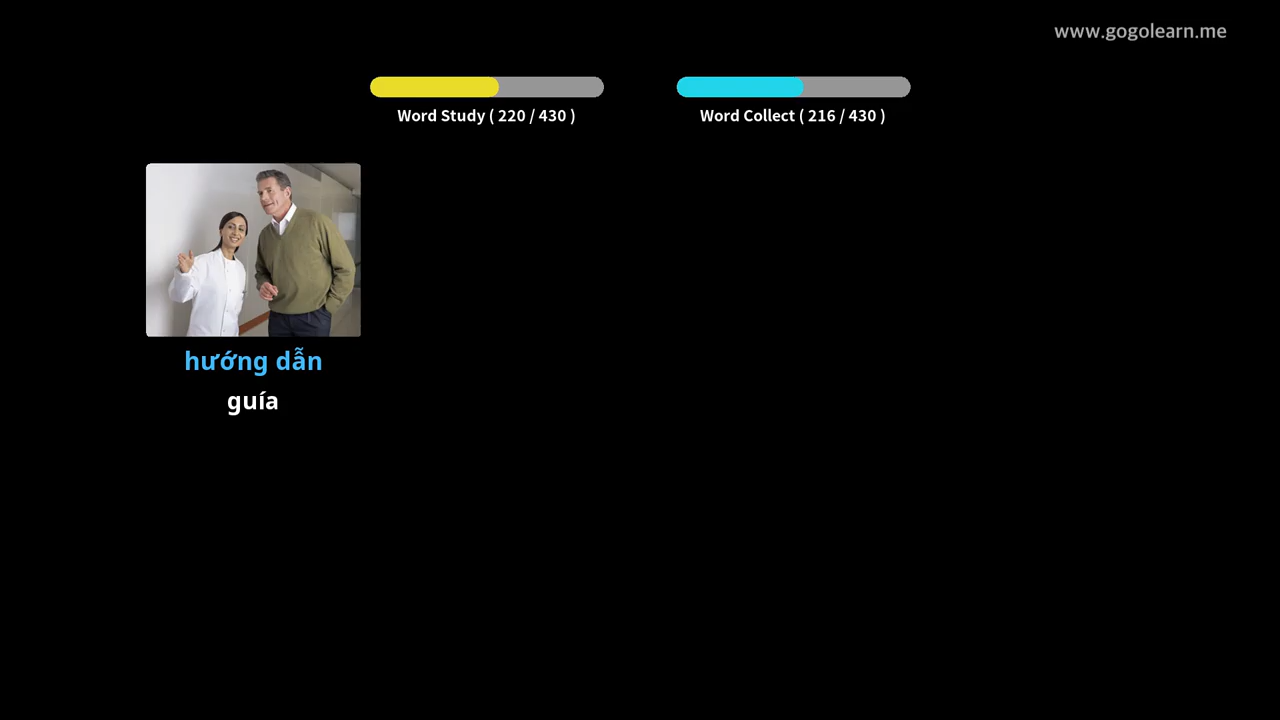 www.gogolearn.me
Word Study ( 220 / 430 )
Word Collect ( 216 / 430 )
hướng dẫn
guía